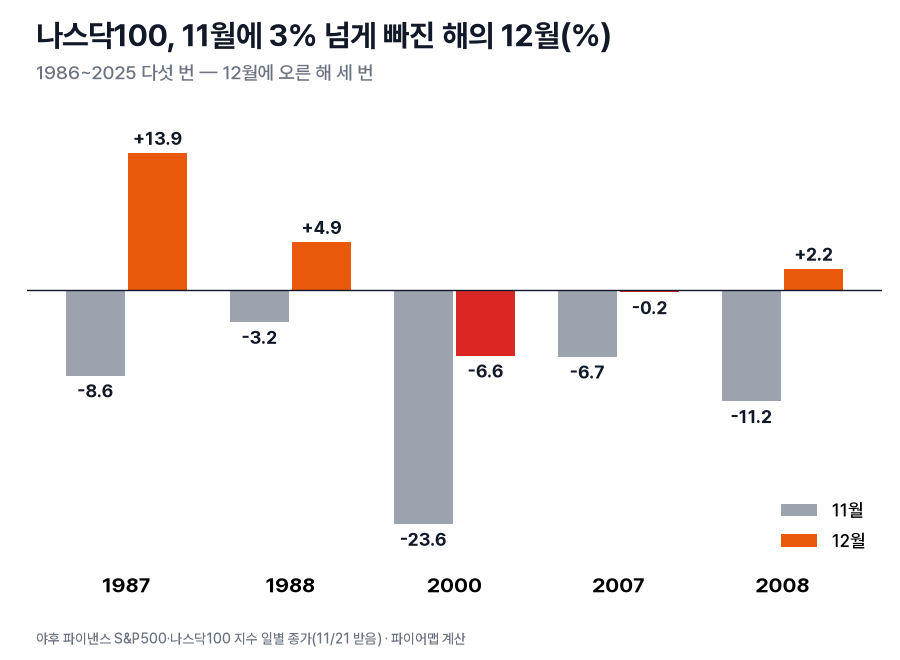 나스닥100, 11월에 3% 넘게 빠진 해의 12월(%)
1986~2025 다섯 번 — 12월에 오른 해 세 번
+13.9
+4.9
+2.2
-0.2
-3.2
-6.6
-6.7
-8.6
-11.2
-23.6
11월
12월
1987 1988 2000 2007 2008
야후 파이낸스 S&P500·나스닥100 지수 일별 종가(11/21 받음) · 파이어맵 계산